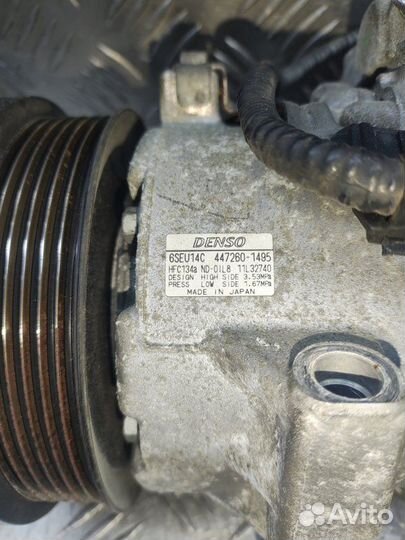 DENSO
6SEU14C 447260-1495
HFC134a ND-OIL8 11L32740
DESIGN HIGH SIDE 3.53MPa
PRESS LOW SIDE 1.67MPa
MADE IN JAPAN
Avito